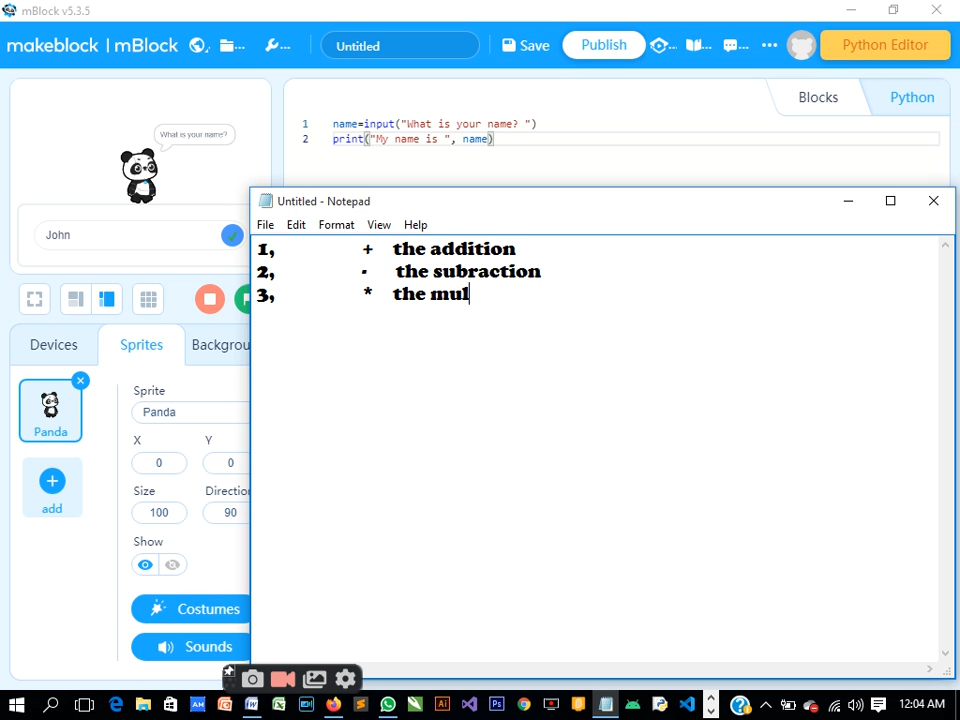 mBlock v5.3.5
makeblock | mBlock
Untitled
Save
Publish
Python Editor
Blocks
Python
1 name=input("What is your name? ")
2 print("My name is ", name)
What is your name?
John
Untitled - Notepad
File Edit Format View Help
1, + the addition
2, - the subraction
3, * the mul
Devices
Sprites
Backgrou
Panda
add
Sprite
Panda
X
Y
0
0
Size
Direction
100
90
Show
Costumes
Sounds
12:04 AM